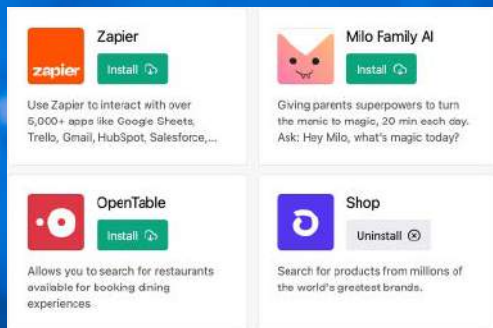 Zapier
zapier
Install
Use Zapier to interact with over
5,000+ apps like Google Sheets,
Trello, Gmail, HubSpot, Salesforce,...
Milo Family AI
Install
Giving parents superpowers to turn
the manic to magic, 20 min each day.
Ask: Hey Milo, what's magic today?
OpenTable
Install
Allows you to search for restaurants
available for booking dining
experiences
Shop
Uninstall
Search for products from millions of
the world's greatest brands.